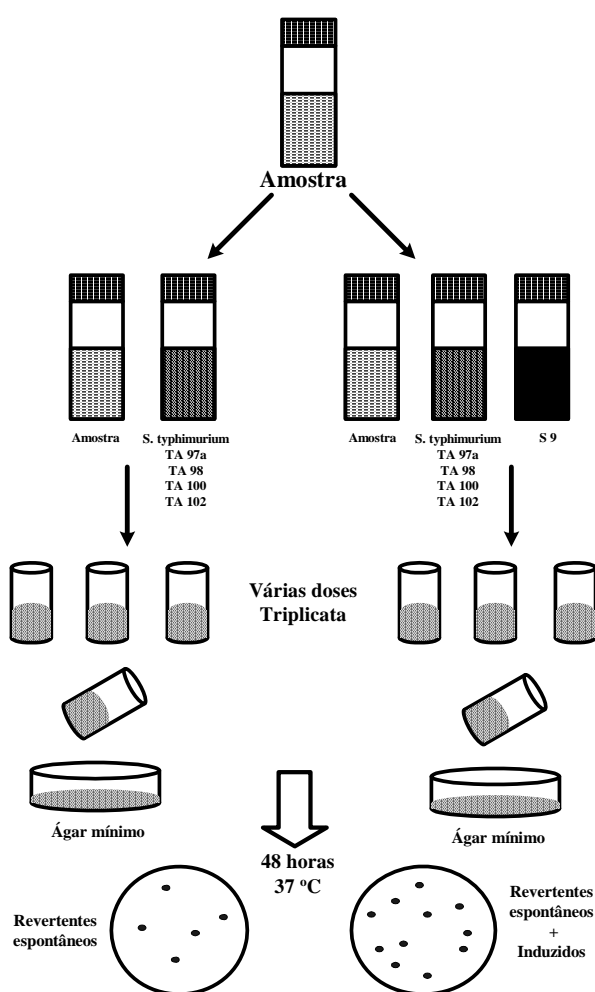 Amostra
Amostra
S. typhimurium
TA 97a
TA 98
TA 100
TA 102
Amostra
S. typhimurium
TA 97a
TA 98
TA 100
TA 102
S 9
Várias doses
Triplicata
Ágar mínimo
Ágar mínimo
48 horas
37 ºC
Revertentes
espontâneos
Revertentes
espontâneos
+
Induzidos